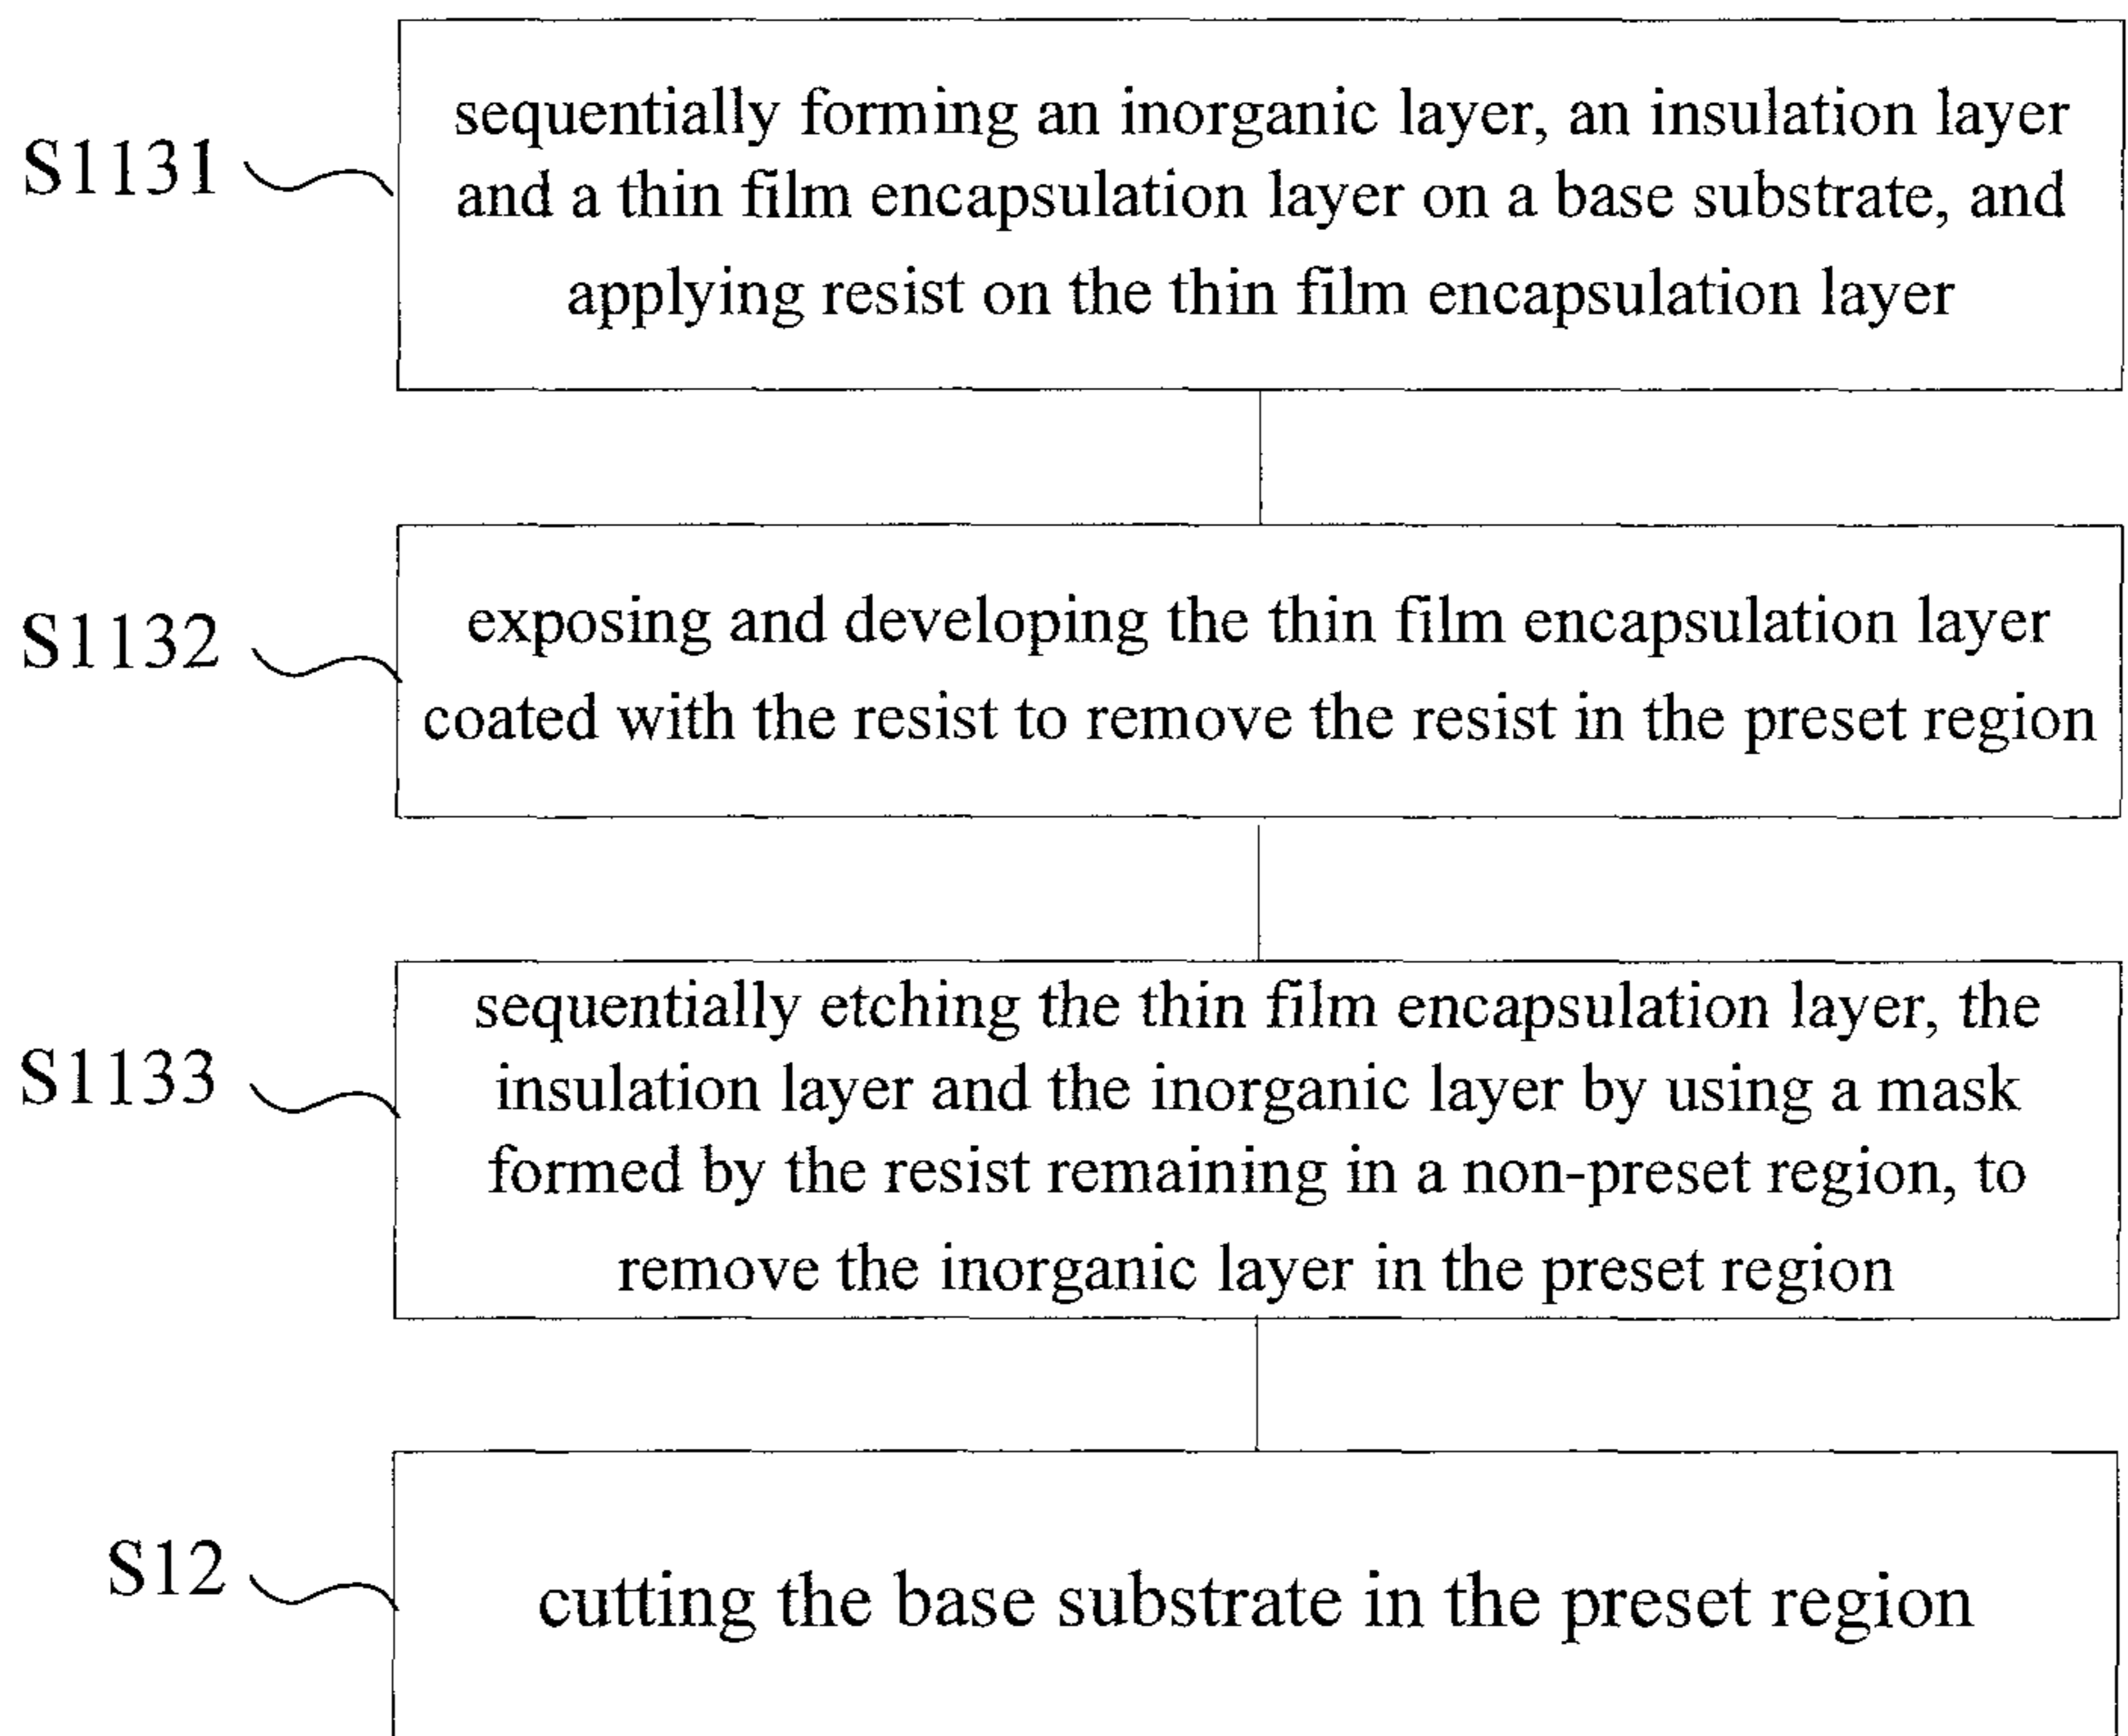 sequentially forming an inorganic layer, an insulation layer
S1131
and a thin film encapsulation layer on a base substrate, and
applying resist on the thin film encapsulation layer
exposing and developing the thin film encapsulation layer
S1132
coated with the resist to remove the resist in the preset region
sequentially etching the thin film encapsulation layer, the
S1133
insulation layer and the inorganic layer by using a mask
formed by the resist remaining in a non-preset region, to
remove the inorganic layer in the preset region
S12
cutting the base substrate in the preset region